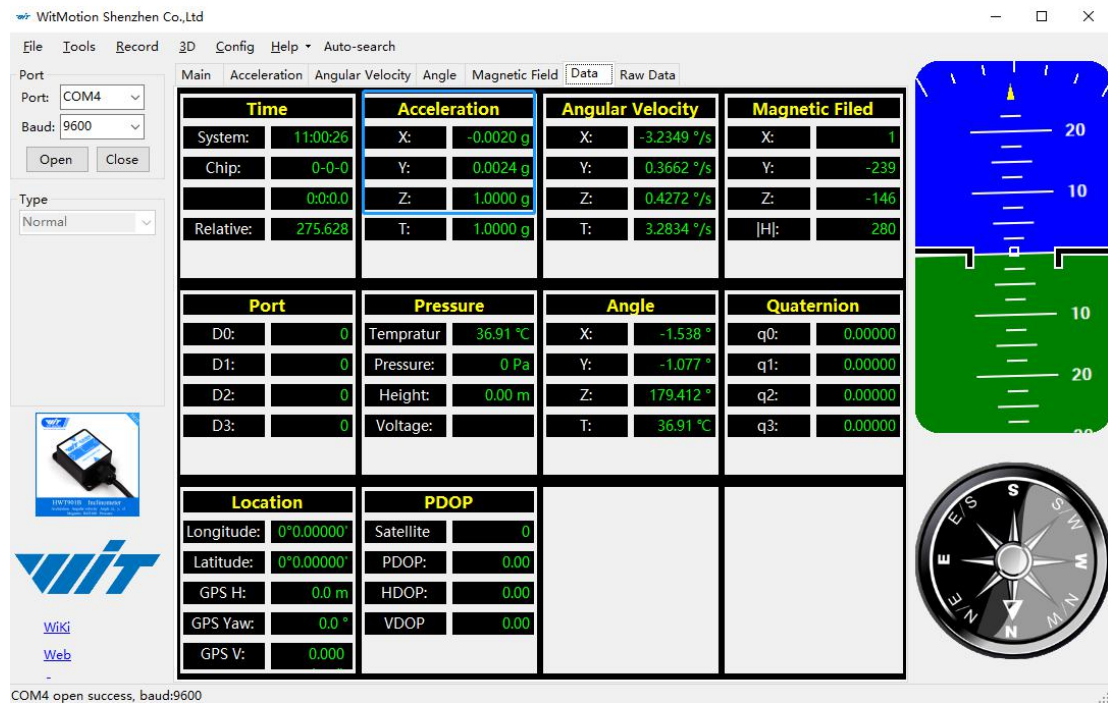 WitMotion Shenzhen Co.,Ltd
File Tools Record 3D Config Help Auto-search
Port
Port: COM4
Baud: 9600
Open Close
Type
Normal
Main Acceleration Angular Velocity Angle Magnetic Field Data Raw Data
Time
System: 11:00:26
Chip: 0-0-0
0:0:0.0
Relative: 275.628
Acceleration
X: -0.0020 g
Y: 0.0024 g
Z: 1.0000 g
T: 1.0000 g
Angular Velocity
X: -3.2349 °/s
Y: 0.3662 °/s
Z: 0.4272 °/s
T: 3.2834 °/s
Magnetic Filed
X: 1
Y: -239
Z: -146
|H|: 280
Port
D0: 0
D1: 0
D2: 0
D3: 0
Pressure
Tempratur 36.91 ℃
Pressure: 0 Pa
Height: 0.00 m
Voltage:
Angle
X: -1.538 °
Y: -1.077 °
Z: 179.412 °
T: 36.91 ℃
Quaternion
q0: 0.00000
q1: 0.00000
q2: 0.00000
q3: 0.00000
Location
Longitude: 0°0.00000'
Latitude: 0°0.00000'
GPS H: 0.0 m
GPS Yaw: 0.0 °
GPS V: 0.000
PDOP
Satellite 0
PDOP: 0.00
HDOP: 0.00
VDOP 0.00
20
10
10
20
S
S/W
W
N/W
N
W/E
E/S
wit
HWT901B Inclinometer
WIT
WiKi
Web
COM4 open success, baud:9600